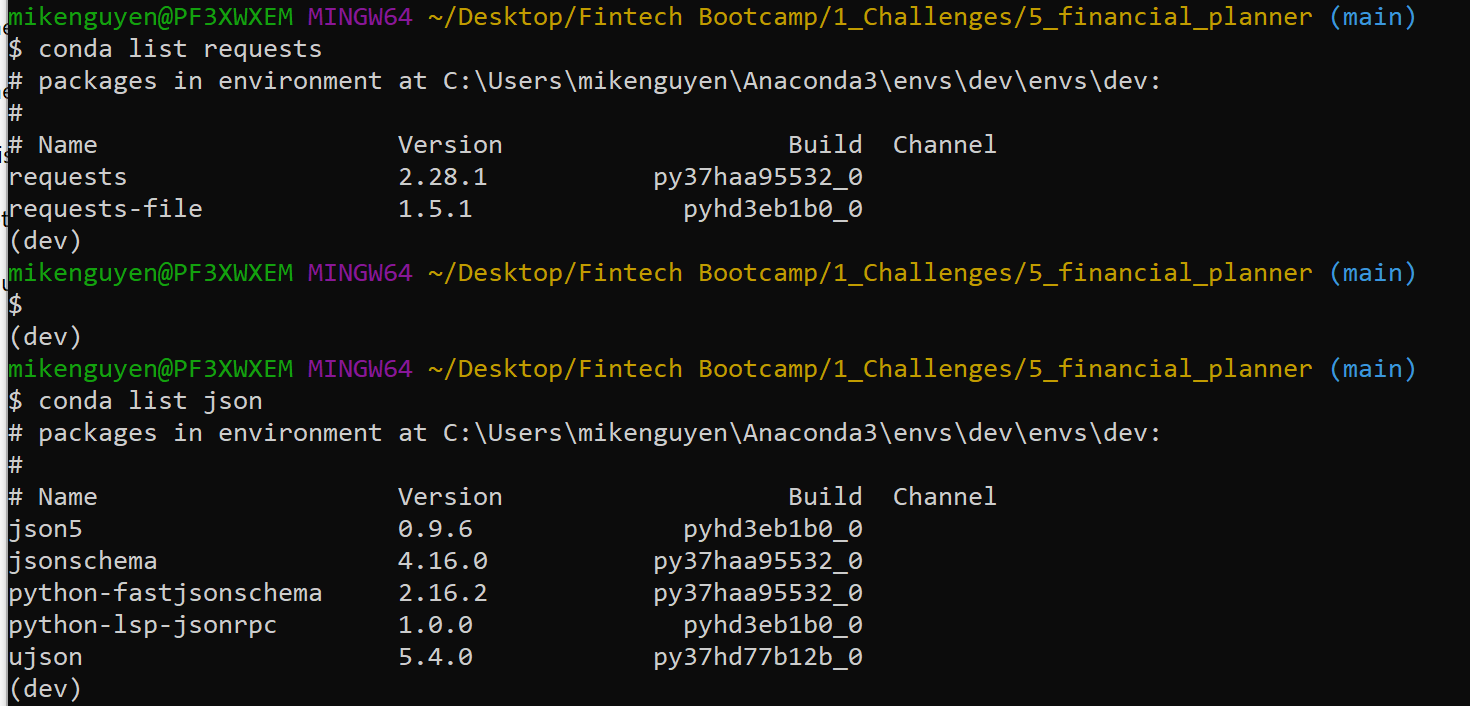 mikenguyen@PF3XWXEM MINGW64 ~/Desktop/Fintech Bootcamp/1_Challenges/5_financial_planner (main)
$ conda list requests
# packages in environment at C:\Users\mikenguyen\Anaconda3\envs\dev\envs\dev:
#
# Name                    Version                   Build  Channel
requests                  2.28.1           py37haa95532_0
requests-file             1.5.1              pyhd3eb1b0_0
(dev)
mikenguyen@PF3XWXEM MINGW64 ~/Desktop/Fintech Bootcamp/1_Challenges/5_financial_planner (main)
$
(dev)
mikenguyen@PF3XWXEM MINGW64 ~/Desktop/Fintech Bootcamp/1_Challenges/5_financial_planner (main)
$ conda list json
# packages in environment at C:\Users\mikenguyen\Anaconda3\envs\dev\envs\dev:
#
# Name                    Version                   Build  Channel
json5                     0.9.6              pyhd3eb1b0_0
jsonschema                4.16.0           py37haa95532_0
python-fastjsonschema     2.16.2           py37haa95532_0
python-lsp-jsonrpc        1.0.0              pyhd3eb1b0_0
ujson                     5.4.0            py37hd77b12b_0
(dev)